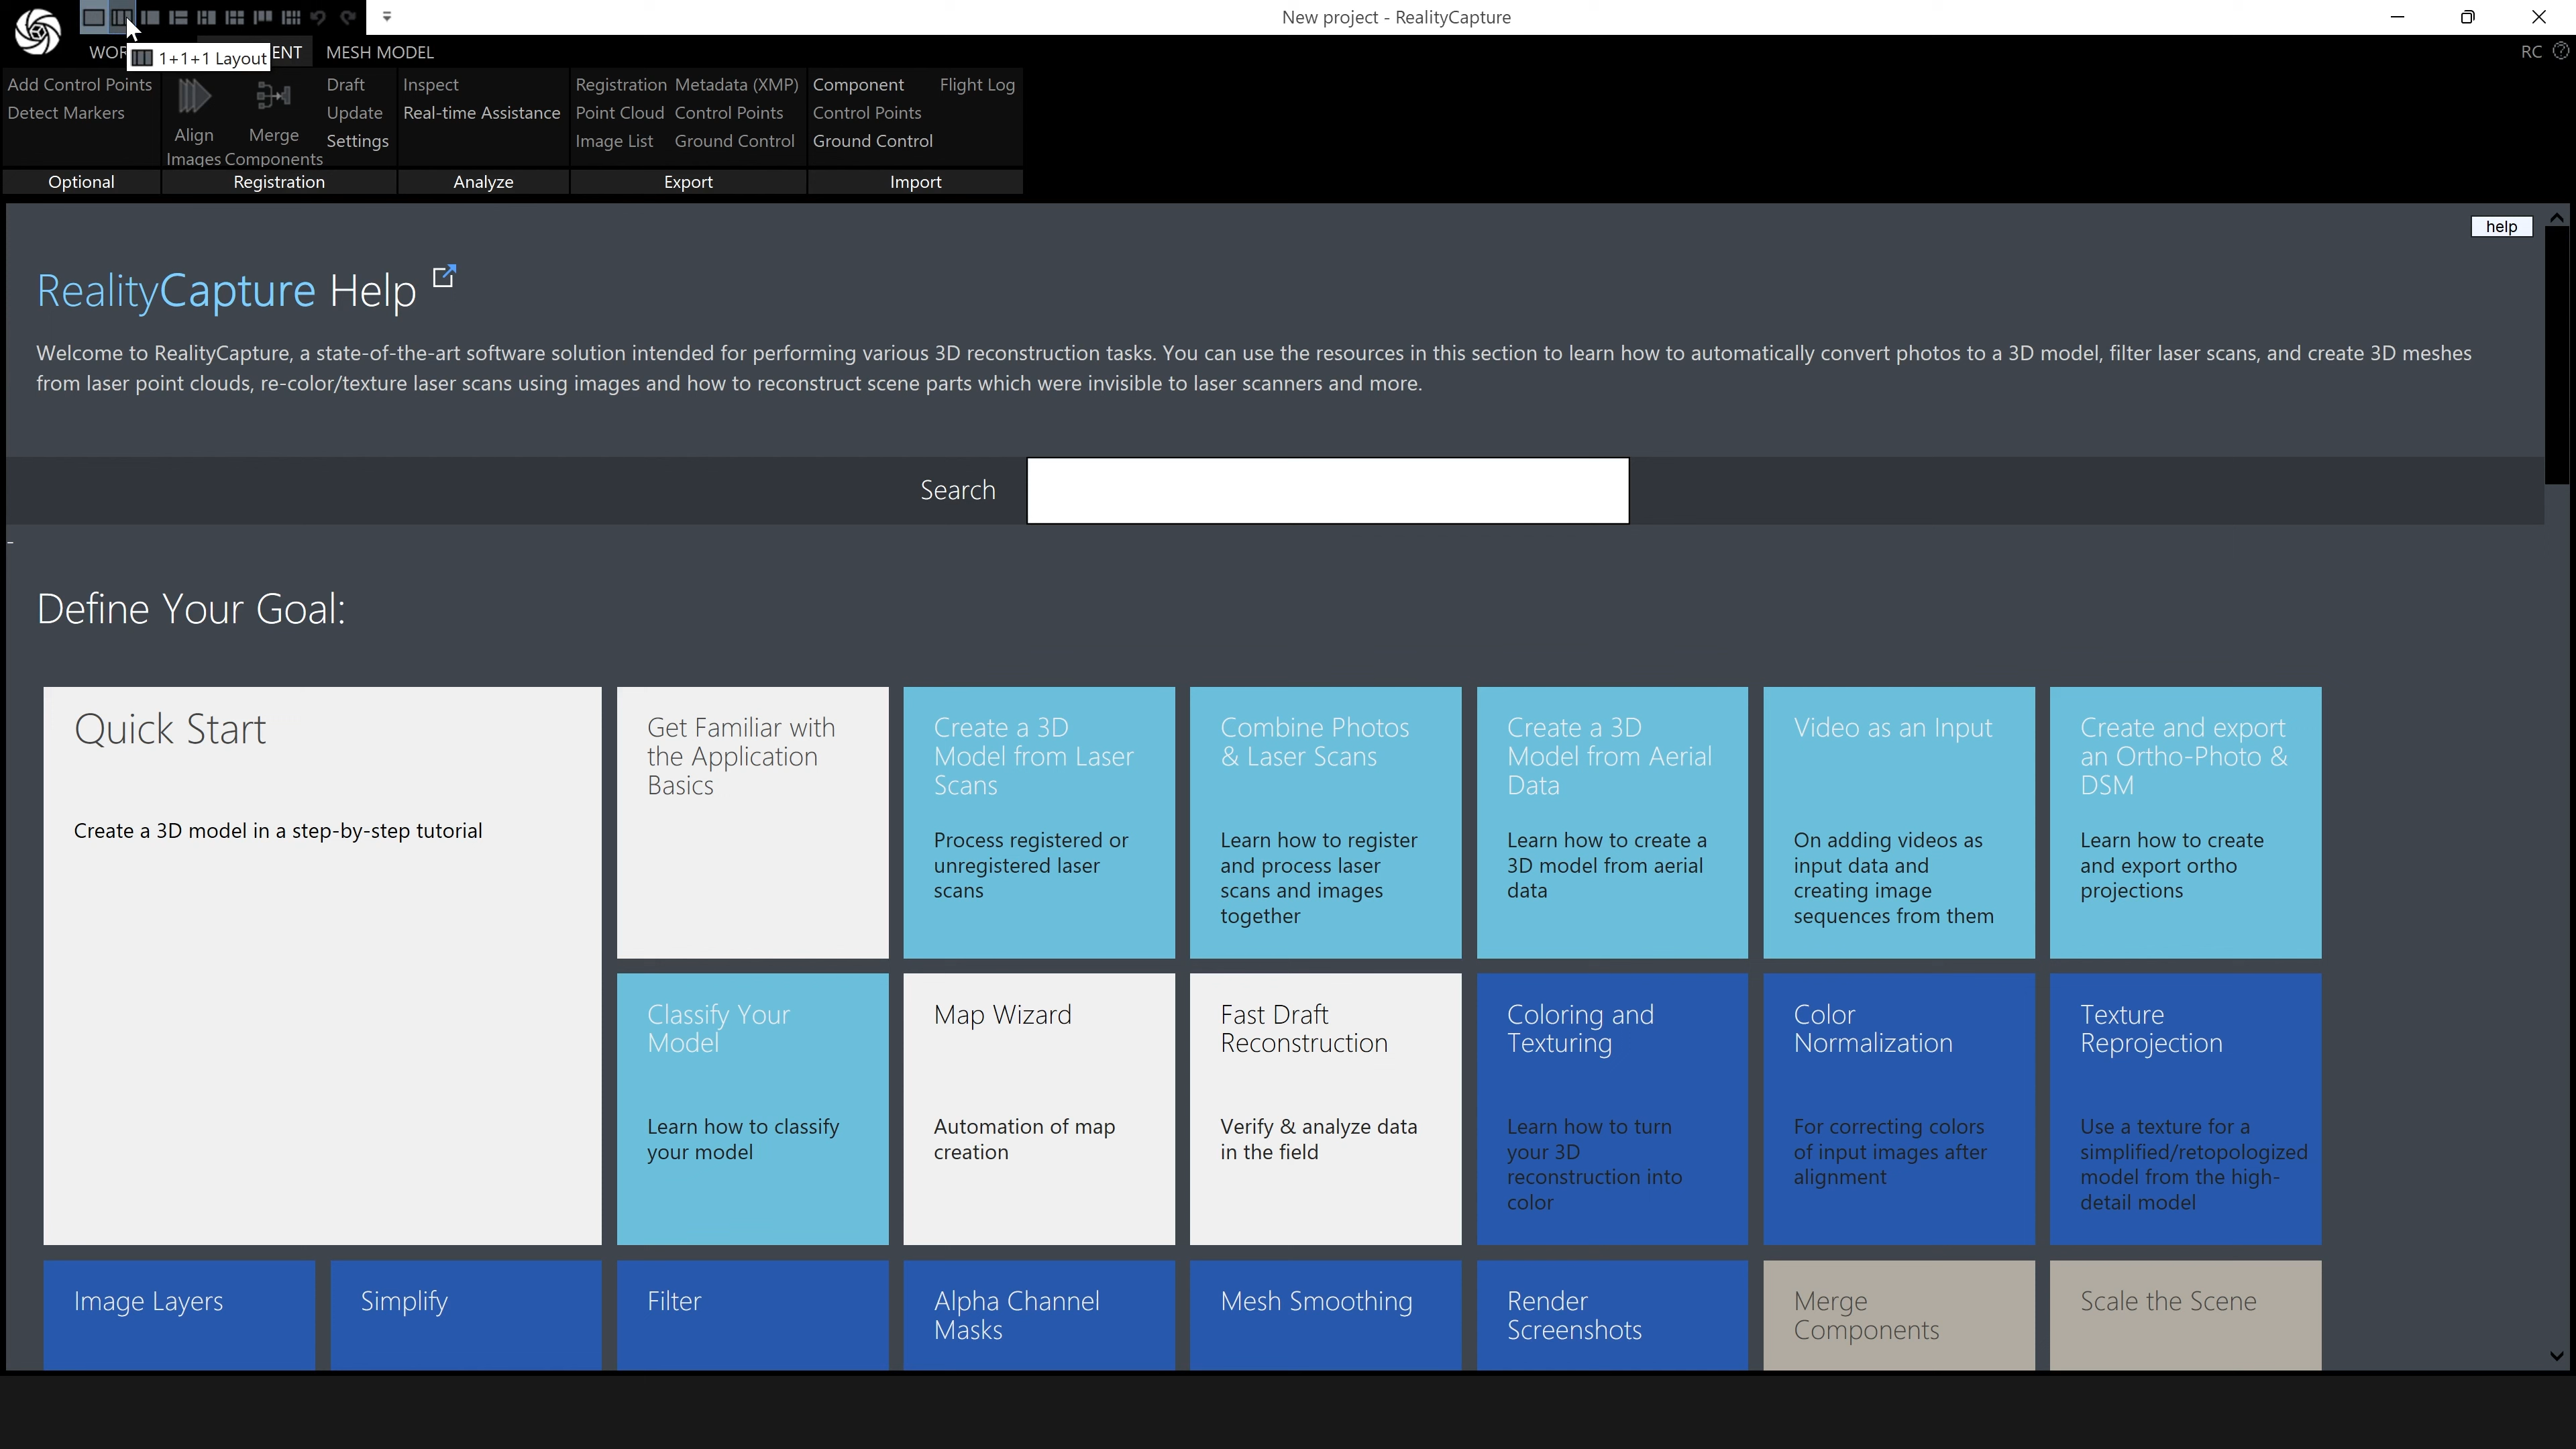 New project - RealityCapture
WOR
1+1+1 Layout
ENT
MESH MODEL
RC
Add Control Points
Detect Markers
Optional
Align
Images
Merge
Components
Draft
Update
Settings
Registration
Inspect
Real-time Assistance
Analyze
Registration Metadata (XMP)
Point Cloud Control Points
Image List Ground Control
Export
Component Flight Log
Control Points
Ground Control
Import
help
RealityCapture Help
Welcome to RealityCapture, a state-of-the-art software solution intended for performing various 3D reconstruction tasks. You can use the resources in this section to learn how to automatically convert photos to a 3D model, filter laser scans, and create 3D meshes
from laser point clouds, re-color/texture laser scans using images and how to reconstruct scene parts which were invisible to laser scanners and more.
Search
-
Define Your Goal:
Quick Start
Create a 3D model in a step-by-step tutorial
Get Familiar with
the Application
Basics
Create a 3D
Model from Laser
Scans
Process registered or
unregistered laser
scans
Combine Photos
& Laser Scans
Learn how to register
and process laser
scans and images
together
Create a 3D
Model from Aerial
Data
Learn how to create a
3D model from aerial
data
Video as an Input
On adding videos as
input data and
creating image
sequences from them
Create and export
an Ortho-Photo &
DSM
Learn how to create
and export ortho
projections
Classify Your
Model
Learn how to classify
your model
Map Wizard
Automation of map
creation
Fast Draft
Reconstruction
Verify & analyze data
in the field
Coloring and
Texturing
Learn how to turn
your 3D
reconstruction into
color
Color
Normalization
For correcting colors
of input images after
alignment
Texture
Reprojection
Use a texture for a
simplified/retopologized
model from the high-
detail model
Image Layers
Simplify
Filter
Alpha Channel
Masks
Mesh Smoothing
Render
Screenshots
Merge
Components
Scale the Scene